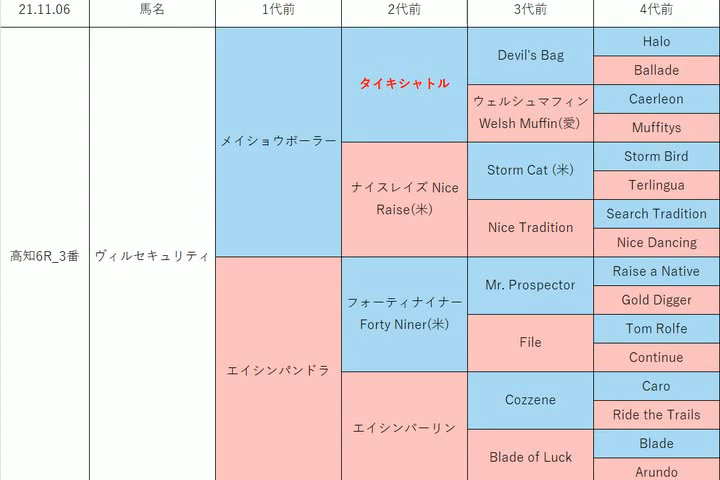 21.11.06 馬名 1代前 2代前 3代前 4代前
高知6R_3番
ヴィルセキュリティ
メイショウボーラー
タイキシャトル
Devil's Bag
Halo
Ballade
ウェルシュマフィン
Welsh Muffin(愛)
Caerleon
Muffitys
ナイスレイズ Nice
Raise(米)
Storm Cat (米)
Storm Bird
Terlingua
Nice Tradition
Search Tradition
Nice Dancing
エイシンパンドラ
フォーティナイナー
Forty Niner(米)
Mr. Prospector
Raise a Native
Gold Digger
File
Tom Rolfe
Continue
エイシンバーリン
Cozzene
Caro
Ride the Trails
Blade of Luck
Blade
Arundo